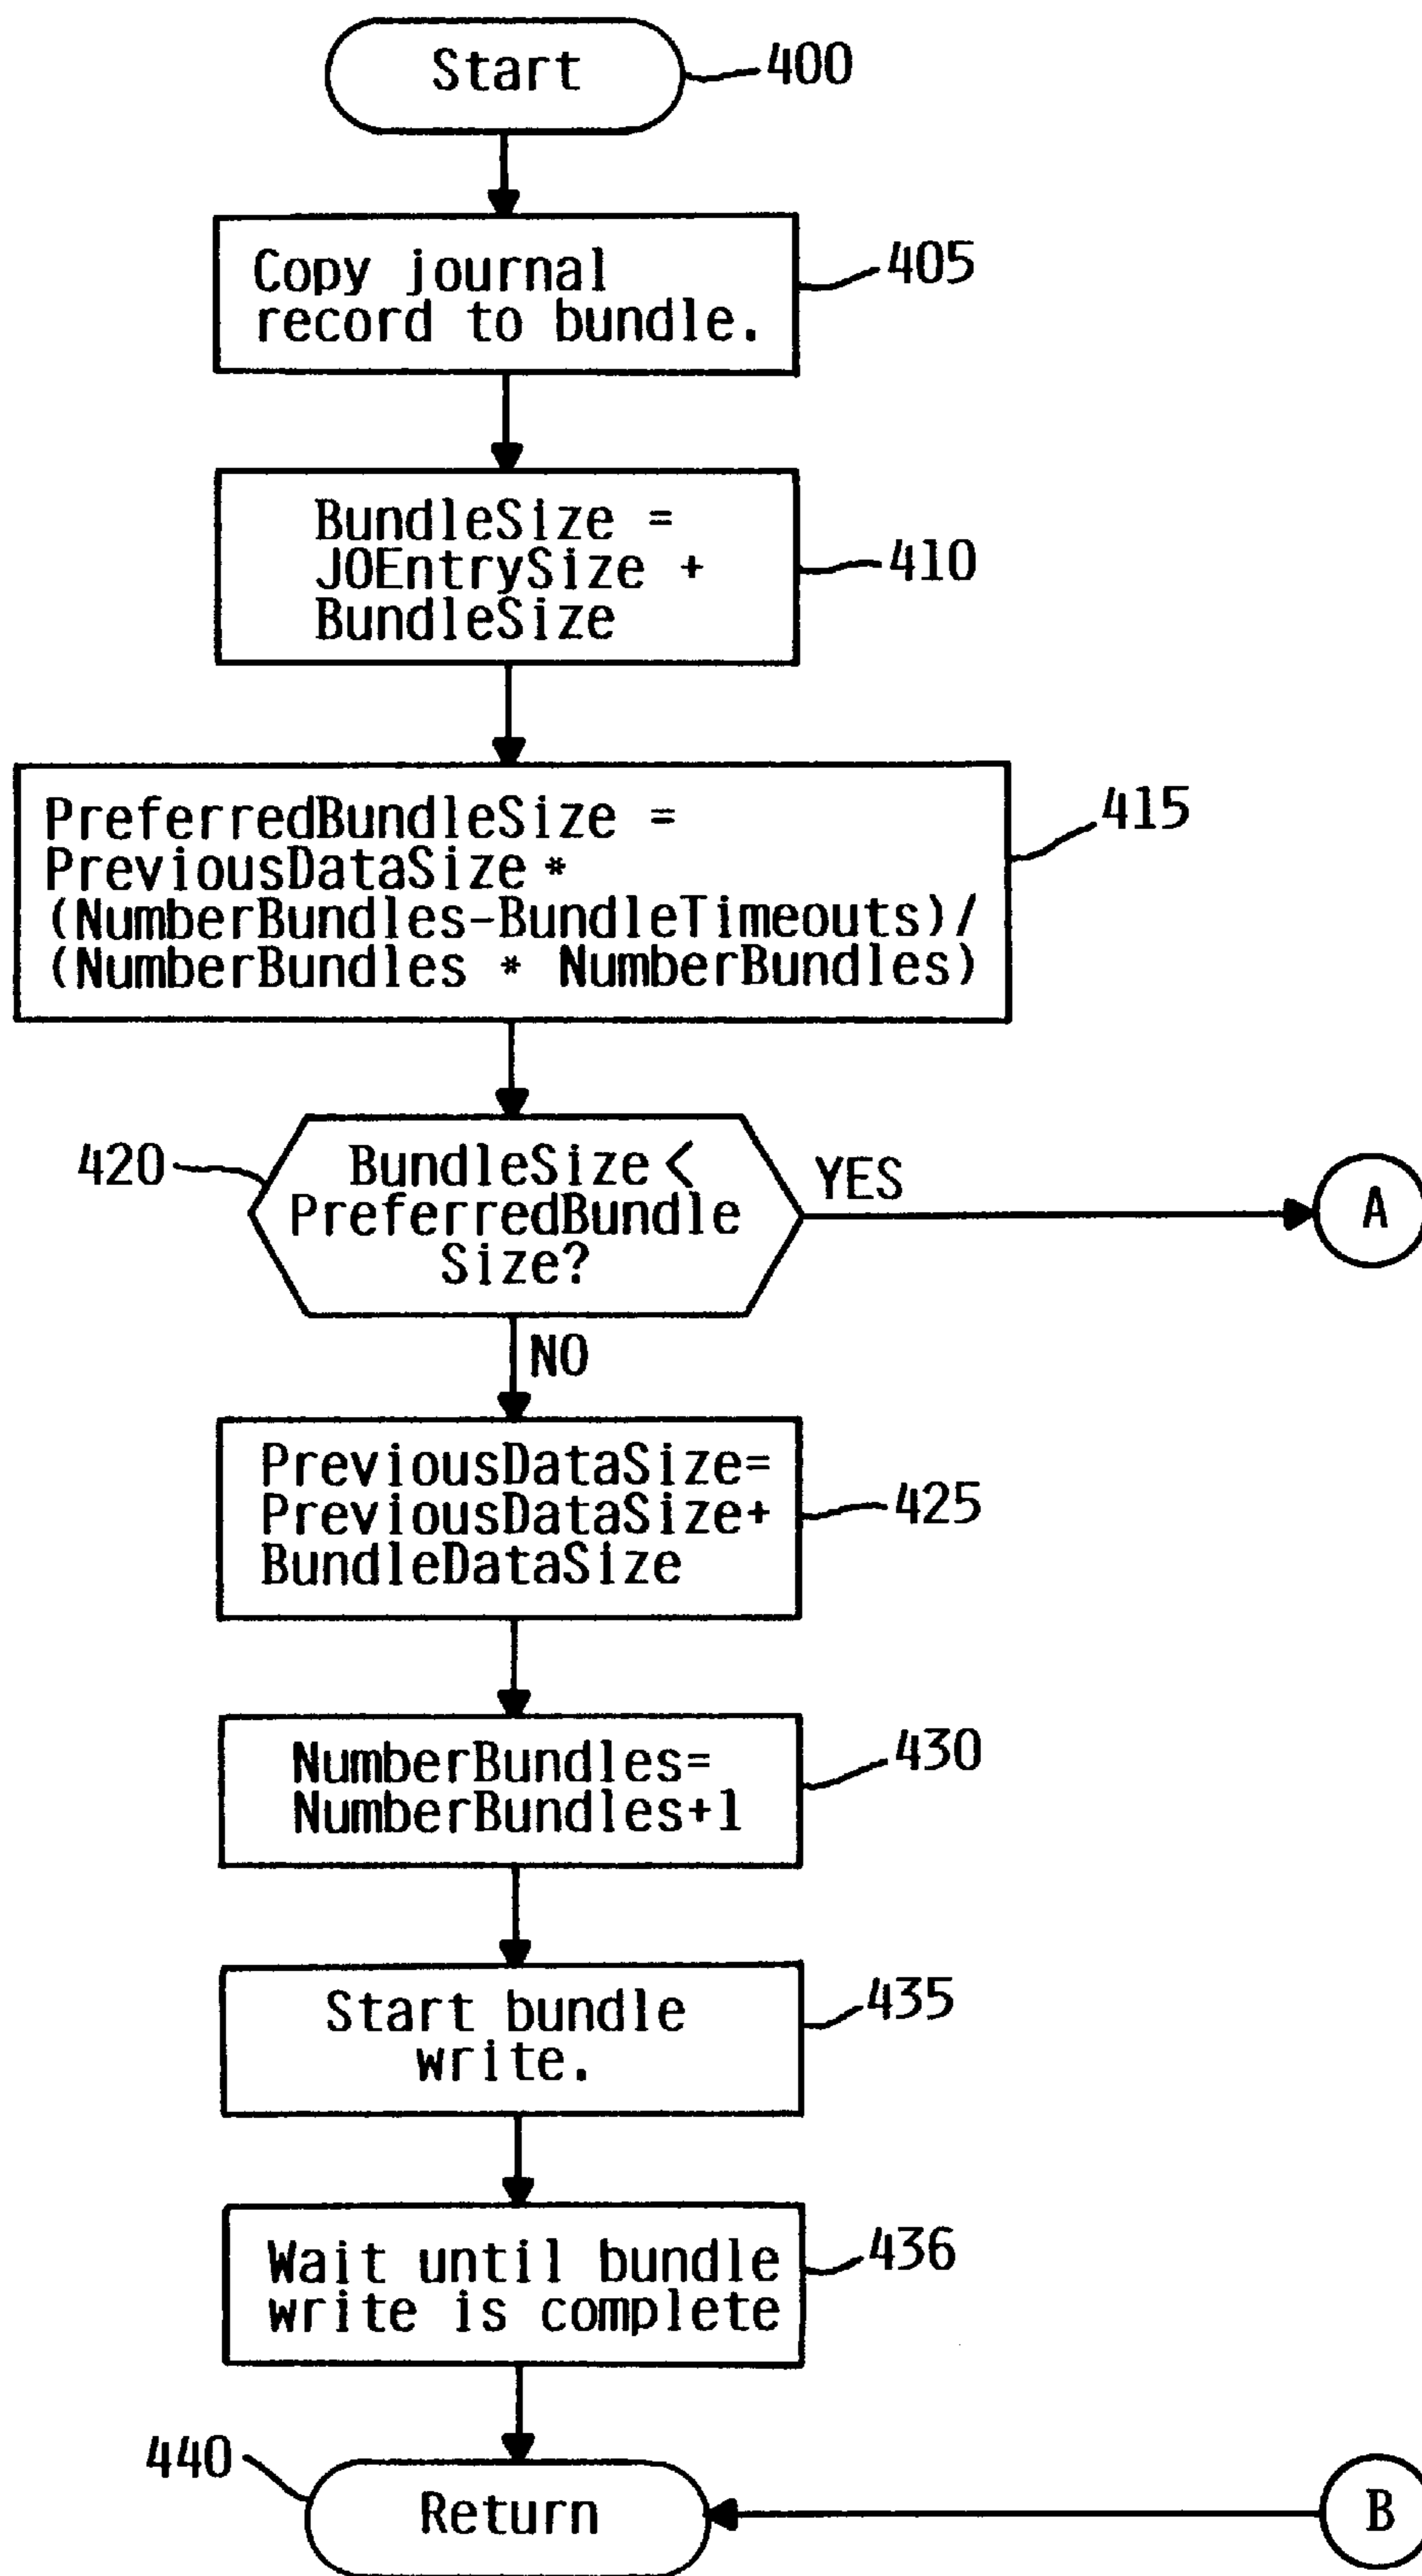 Start
400
Copy journal
record to bundle.
405
BundleSize =
JOEntrySize +
BundleSize
410
PreferredBundleSize =
PreviousDataSize *
(NumberBundles-BundleTimeouts)/
(NumberBundles * NumberBundles)
415
420
BundleSize <
PreferredBundle
Size?
YES
A
NO
PreviousDataSize=
PreviousDataSize+
BundleDataSize
425
NumberBundles=
NumberBundles+1
430
Start bundle
write.
435
Wait until bundle
write is complete
436
440
Return
B